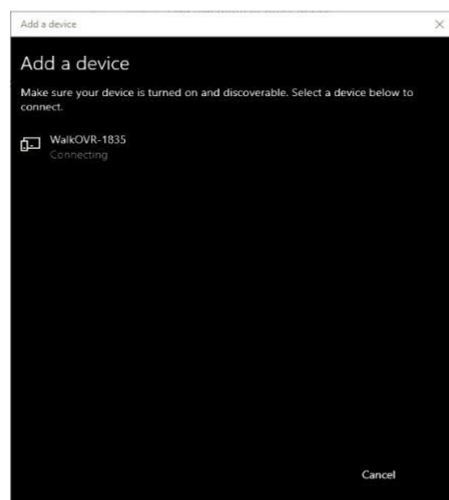 Add a device
Add a device
Make sure your device is turned on and discoverable. Select a device below to
connect.
WalkOVR-1835
Connecting
Cancel